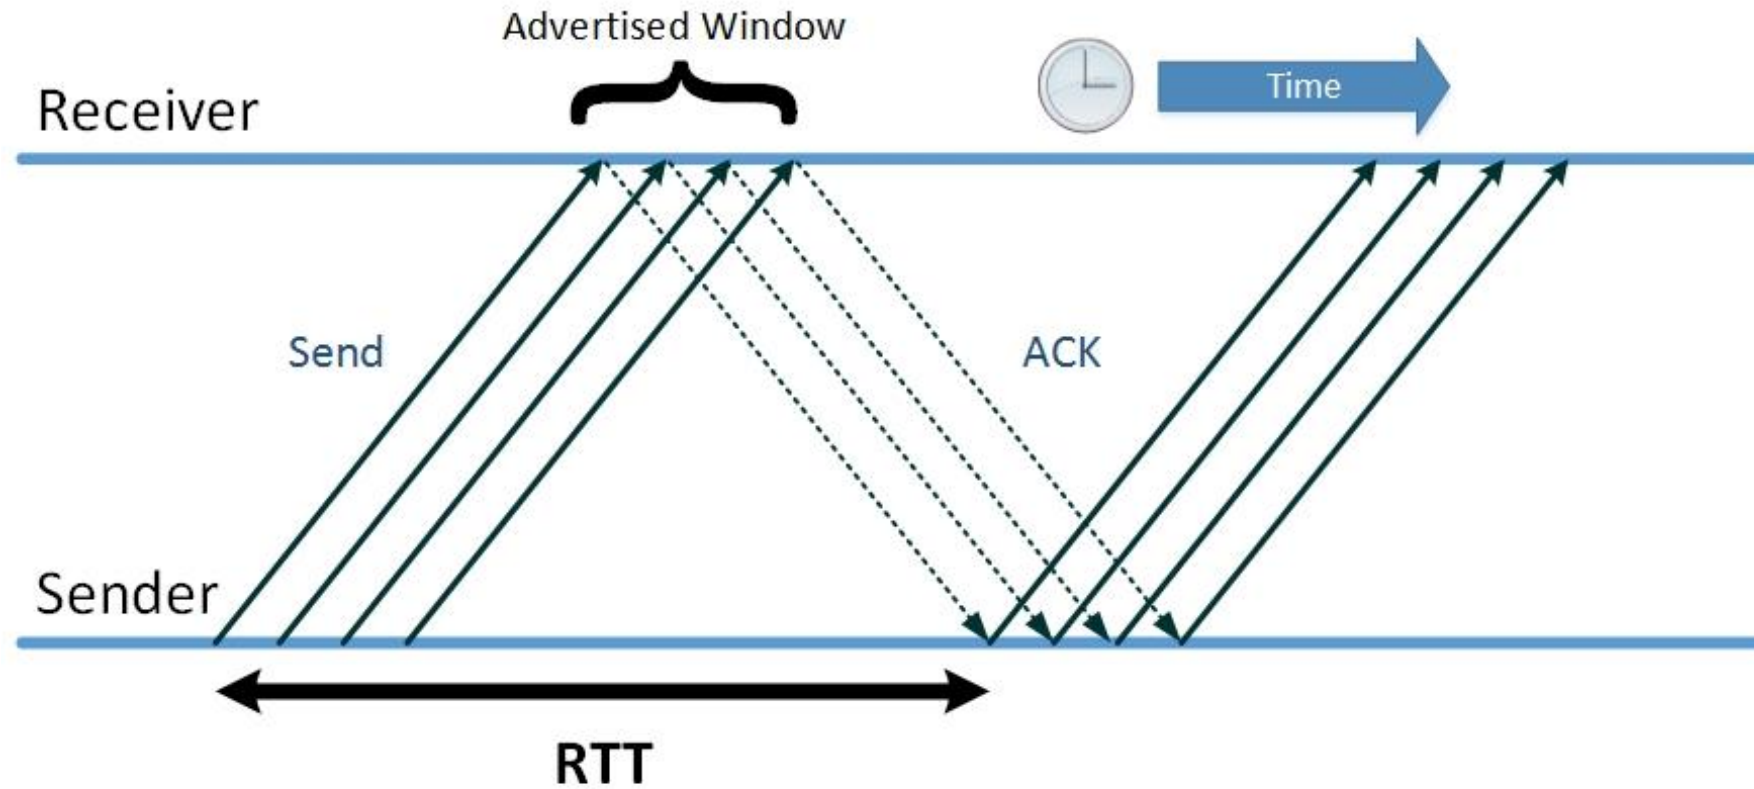 Advertised Window
Receiver
Time
Send
ACK
Sender
RTT